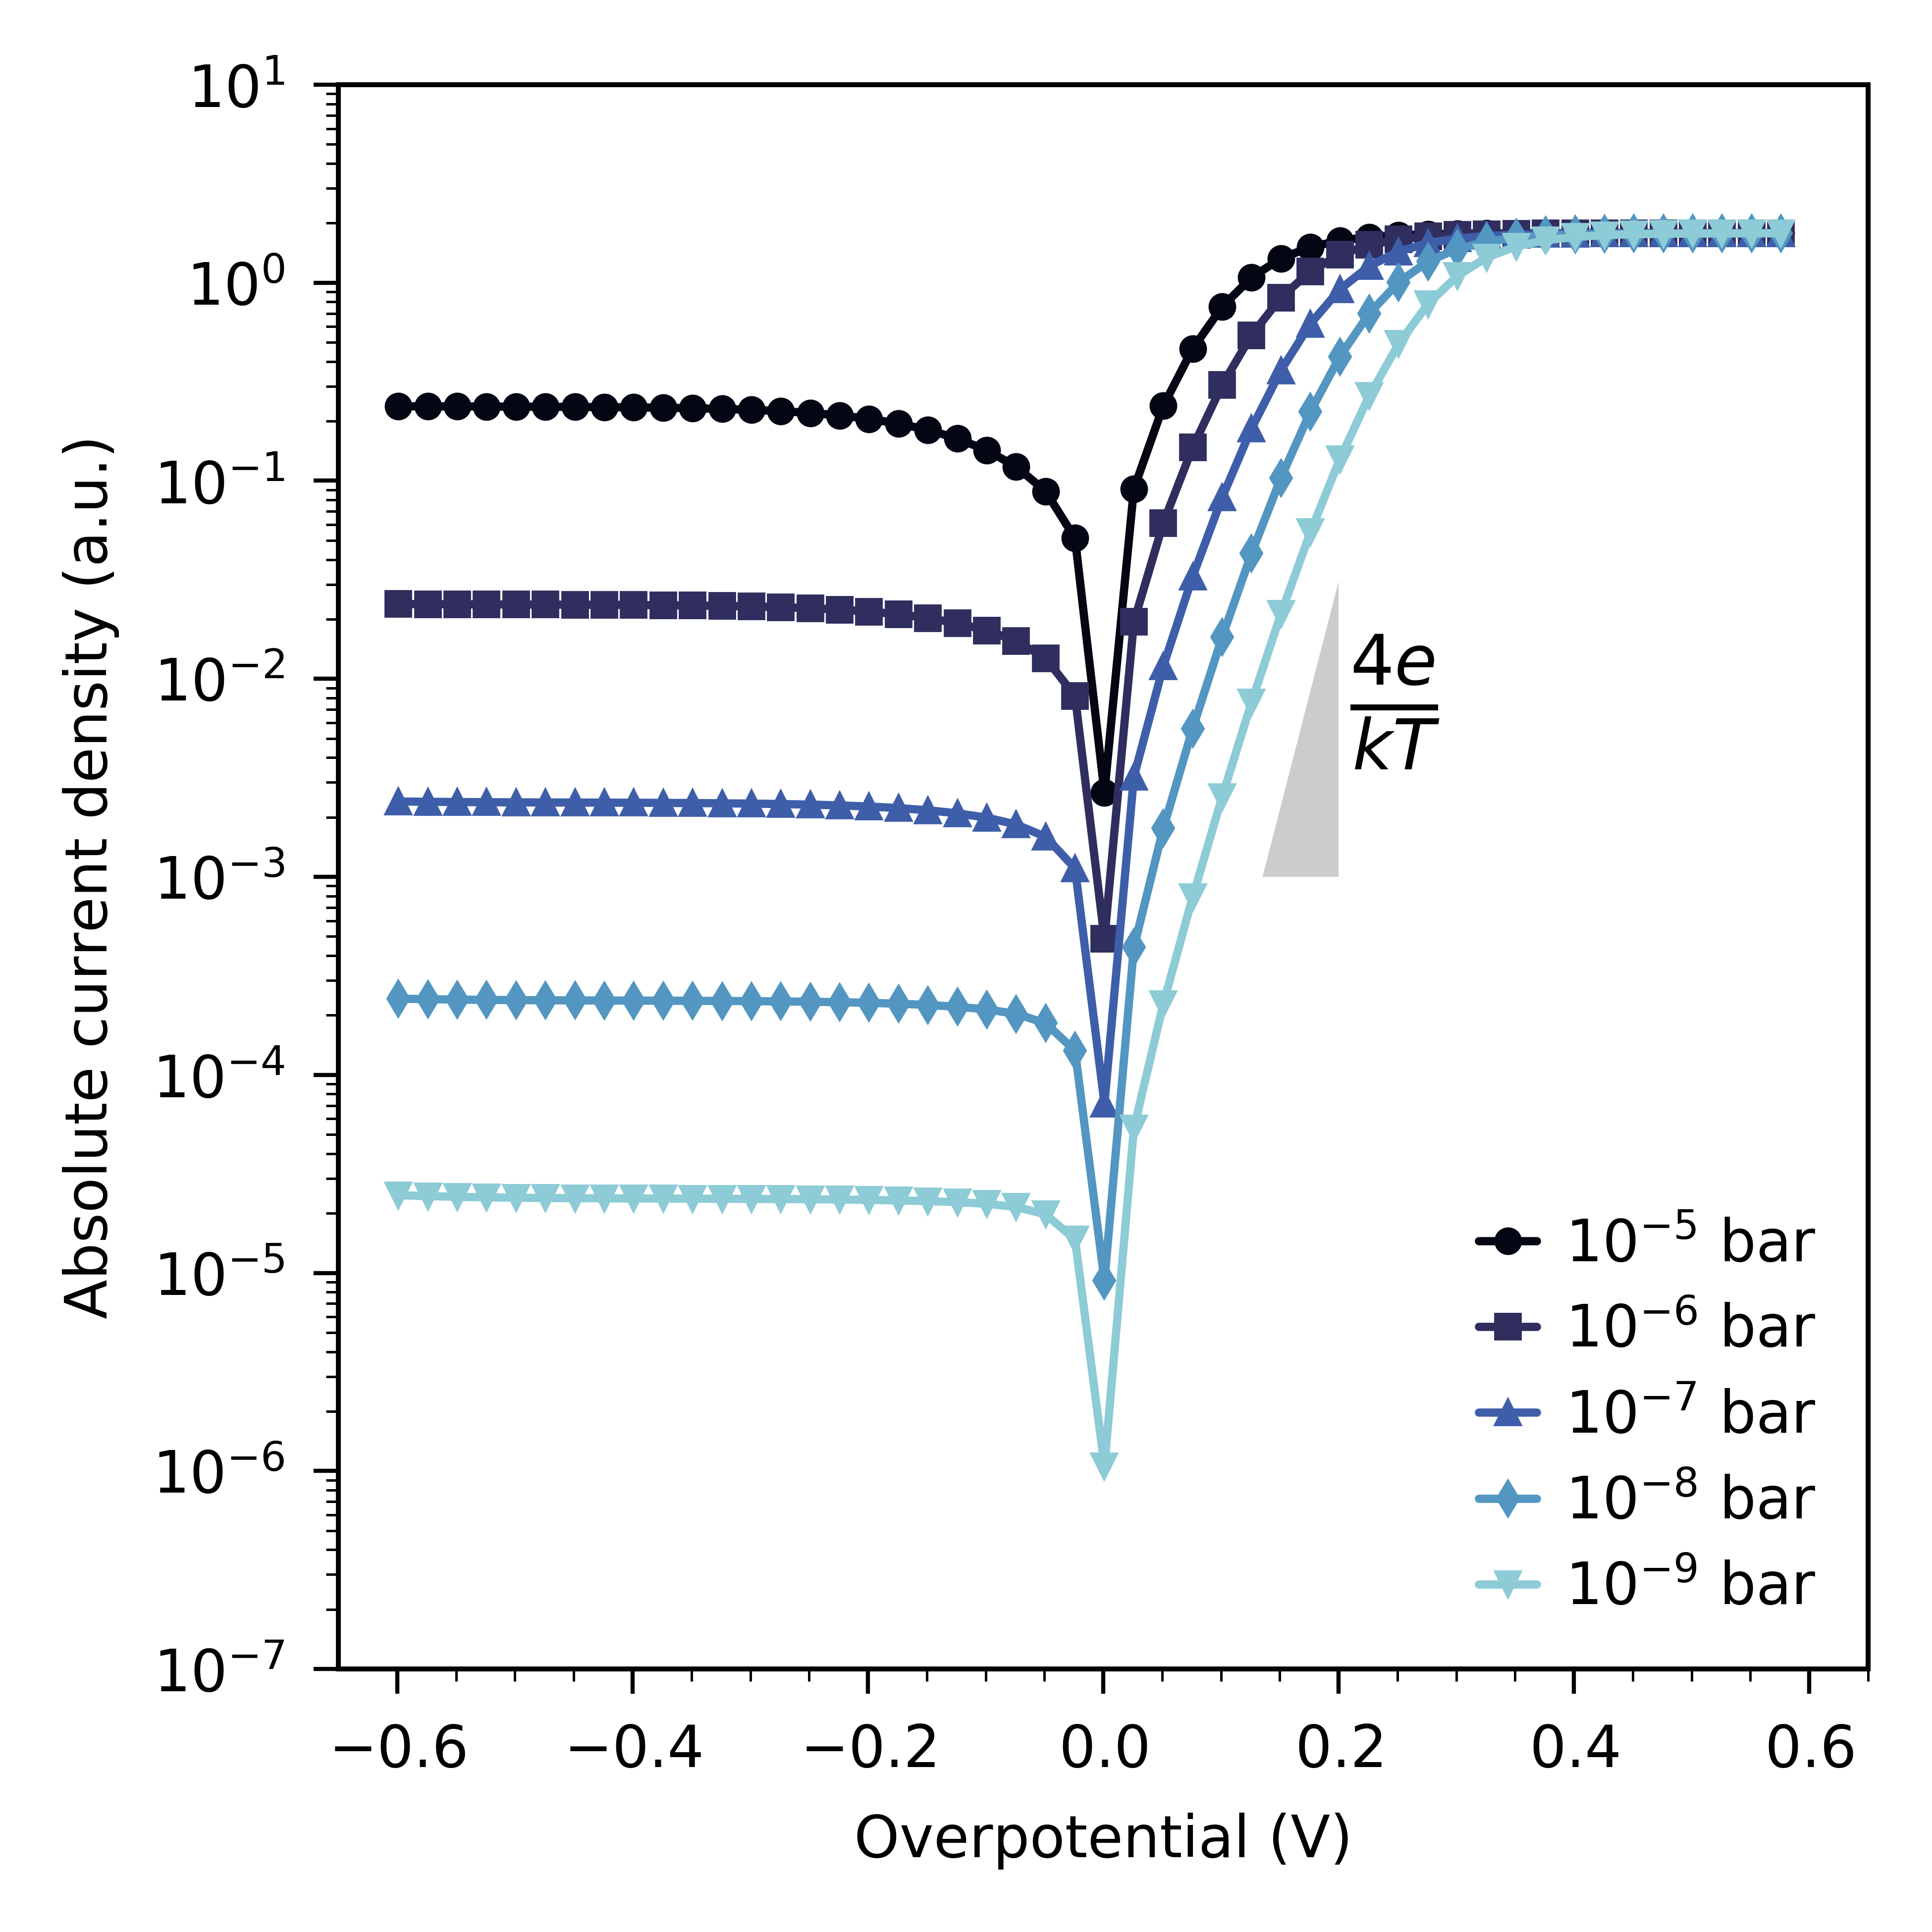 Absolute current density (a.u.)
10¹
10⁰
10⁻¹
10⁻²
10⁻³
10⁻⁴
10⁻⁵
10⁻⁶
10⁻⁷
4e
kT
10⁻⁵ bar
10⁻⁶ bar
10⁻⁷ bar
10⁻⁸ bar
10⁻⁹ bar
−0.6 −0.4 −0.2 0.0 0.2 0.4 0.6
Overpotential (V)